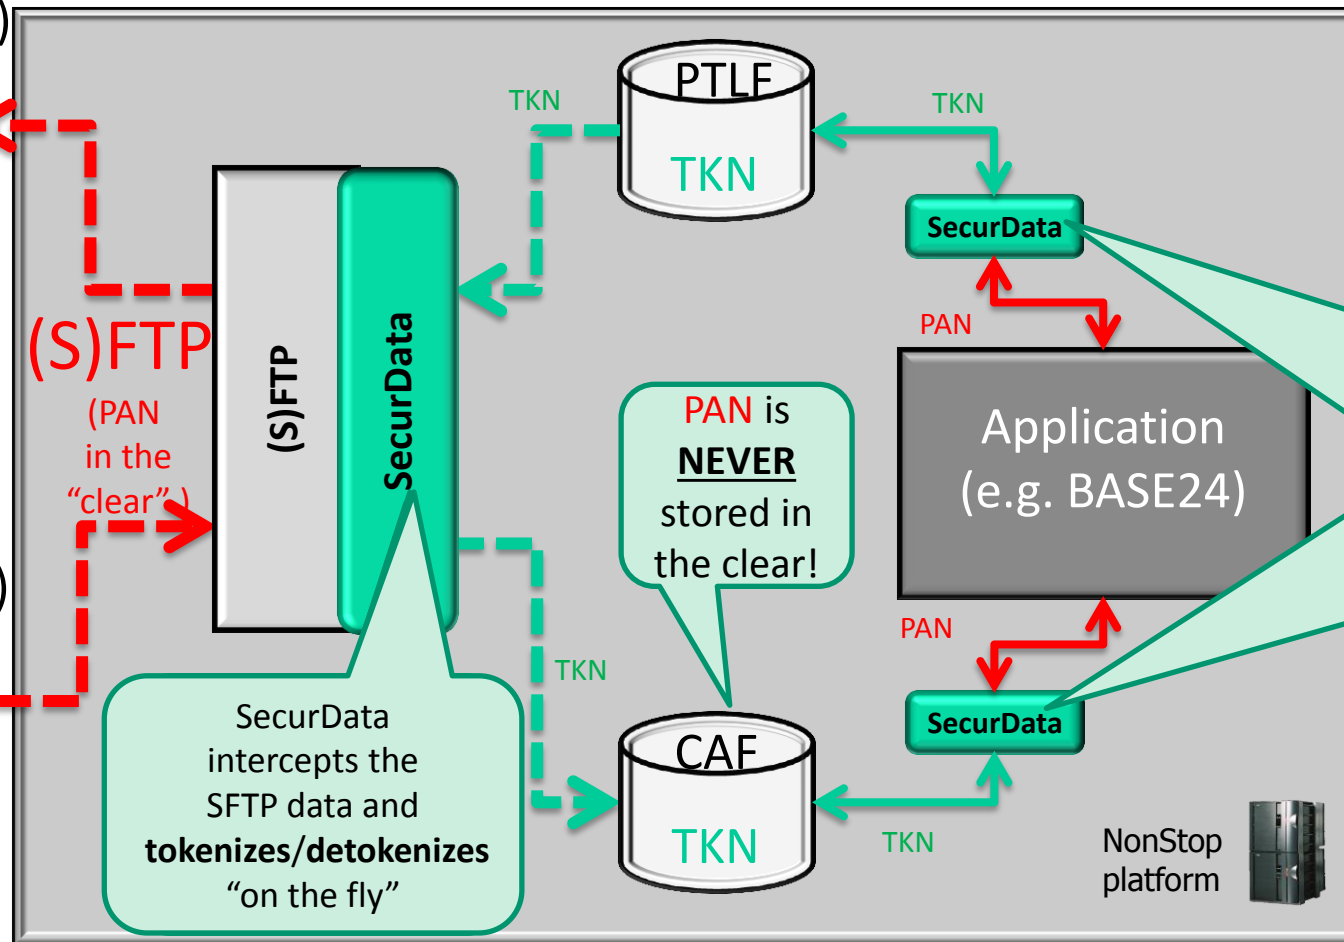 )
PTLF
TKN
TKN
TKN
SecurData
PAN
(S)FTP
(PAN
in the
“clear” )
(S)FTP
SecurData
PAN is
NEVER
stored in
the clear!
Application
(e.g. BASE24)
)
PAN
TKN
SecurData
intercepts the
SFTP data and
tokenizes/detokenizes
“on the fly”
CAF
TKN
SecurData
TKN
NonStop
platform